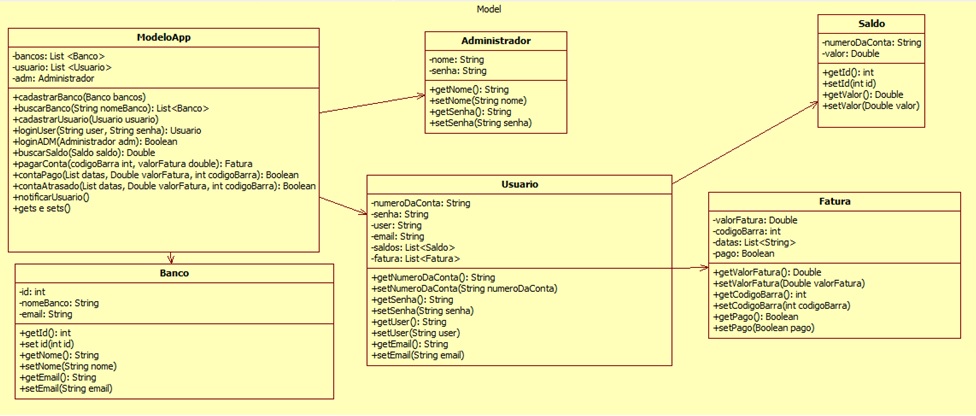 Model
ModeloApp
-bancos: List <Banco>
-usuario: List <Usuario>
-adm: Administrador
+cadastrarBanco(Banco bancos)
+buscarBanco(String nomeBanco): List<Banco>
+cadastrarUsuario(Usuario usuario)
+loginUser(String user, String senha): Usuario
+loginADM(Administrador adm): Boolean
+buscarSaldo(Saldo saldo): Double
+pagarConta(codigoBarra int, valorFatura double): Fatura
+contaPago(List datas, Double valorFatura, int codigoBarra): Boolean
+contaAtrasado(List datas, Double valorFatura, int codigoBarra): Boolean
+notificarUsuario()
+gets e sets()
Administrador
-nome: String
-senha: String
+getNome(): String
+setNome(String nome)
+getSenha(): String
+setSenha(String senha)
Saldo
-numeroDaConta: String
-valor: Double
+getId(): int
+setId(int id)
+getValor(): Double
+setValor(Double valor)
Usuario
-numeroDaConta: String
-senha: String
-user: String
-email: String
-saldos: List<Saldo>
-fatura: List<Fatura>
+getNumeroDaConta(): String
+setNumeroDaConta(String numeroDaConta)
+getSenha(): String
+setSenha(String senha)
+getUser(): String
+setUser(String user)
+getEmail(): String
+setEmail(String email)
Fatura
-valorFatura: Double
-codigoBarra: int
-datas: List<String>
-pago: Boolean
+getValorFatura(): Double
+setValorFatura(Double valorFatura)
+getCodigoBarra(): int
+setCodigoBarra(int codigoBarra)
+getPago(): Boolean
+setPago(Boolean pago)
Banco
-id: int
-nomeBanco: String
-email: String
+getId(): int
+set id(int id)
+getNome(): String
+setNome(String nome)
+getEmail(): String
+setEmail(String email)